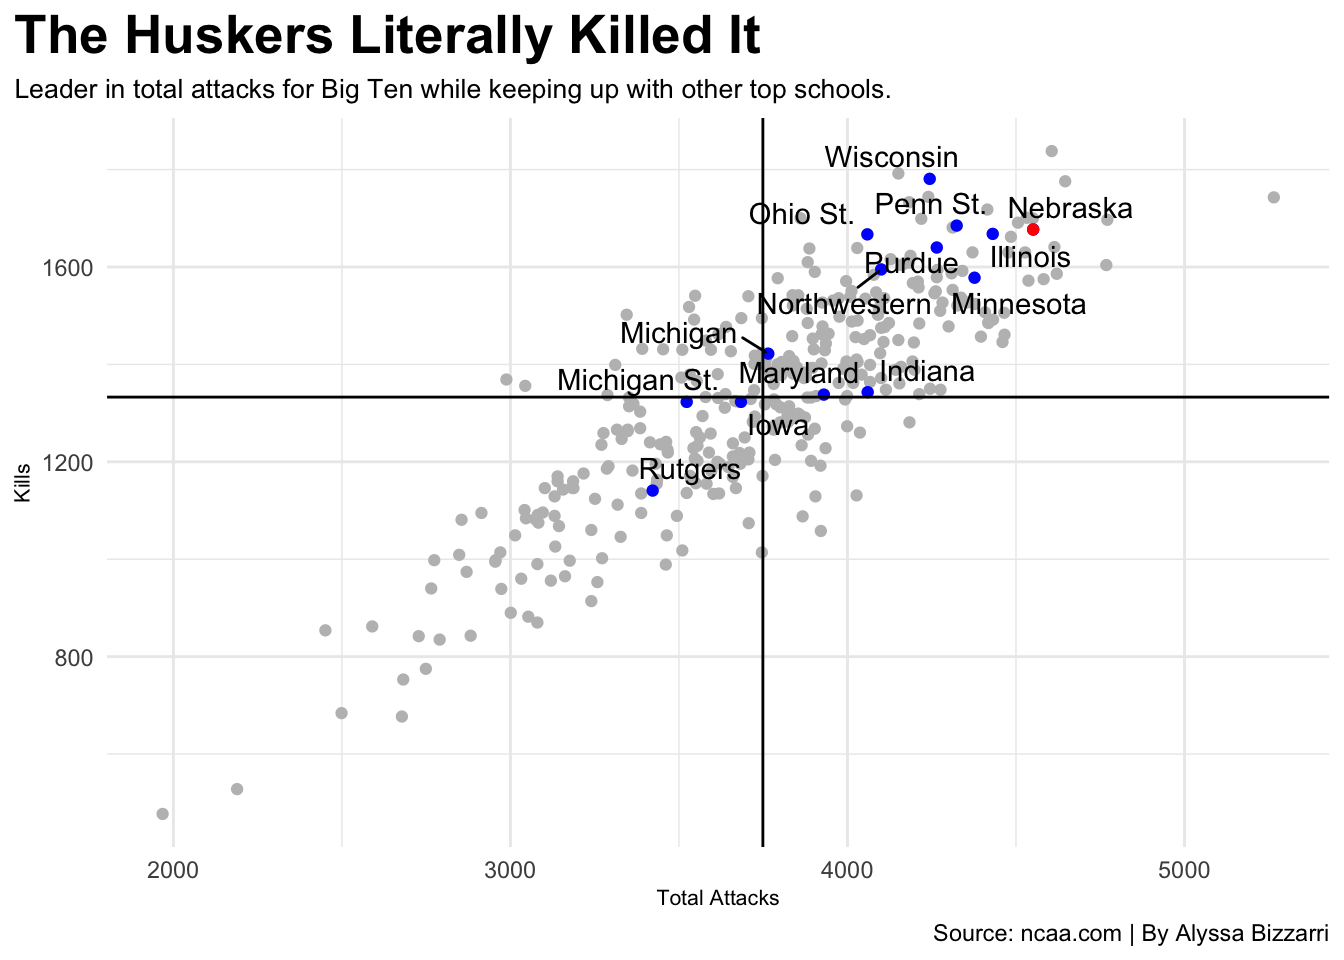 The Huskers Literally Killed It
Leader in total attacks for Big Ten while keeping up with other top schools.
Wisconsin
Penn St.
Nebraska
Ohio St.
Illinois
Purdue
1600
Northwestern
Minnesota
Michigan
Michigan St.
Maryland
Indiana
Iowa
Rutgers
1200
Kills
800
2000
3000
4000
5000
Total Attacks
Source: ncaa.com | By Alyssa Bizzarri